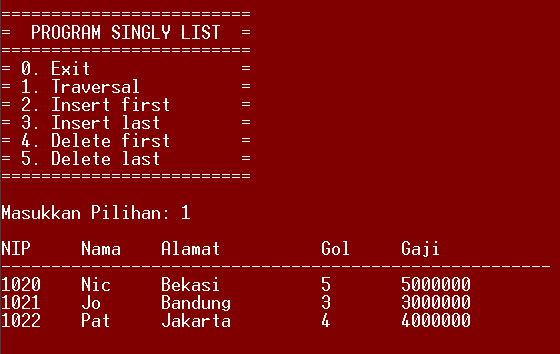 =========================
=  PROGRAM SINGLY LIST  =
=========================
= 0. Exit               =
= 1. Traversal          =
= 2. Insert first       =
= 3. Insert last        =
= 4. Delete first       =
= 5. Delete last        =
=========================
Masukkan Pilihan: 1
NIP     Nama    Alamat          Gol     Gaji
-------------------------------------------------------
1020    Nic     Bekasi          5       5000000
1021    Jo      Bandung         3       3000000
1022    Pat     Jakarta         4       4000000